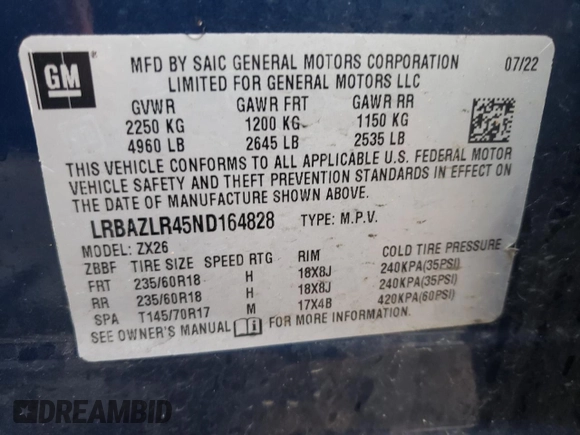 GM
MFD BY SAIC GENERAL MOTORS CORPORATION 07/22
LIMITED FOR GENERAL MOTORS LLC
GVWR GAWR FRT GAWR RR
2250 KG 1200 KG 1150 KG
4960 LB 2645 LB 2535 LB
THIS VEHICLE CONFORMS TO ALL APPLICABLE U.S. FEDERAL MOTOR
VEHICLE SAFETY AND THEFT PREVENTION STANDARDS IN EFFECT ON
THE DATE OF MANUFACTURE SHOWN ABOVE.
LRBAZLR45ND164828 TYPE: M.P.V.
MODEL: ZX26
ZBBF TIRE SIZE SPEED RTG RIM COLD TIRE PRESSURE
FRT 235/60R18 H 18X8J 240KPA(35PSI)
RR 235/60R18 H 18X8J 240KPA(35PSI)
SPA T145/70R17 M 17X4B 420KPA(60PSI)
SEE OWNER'S MANUAL i FOR MORE INFORMATION.
DREAMBID